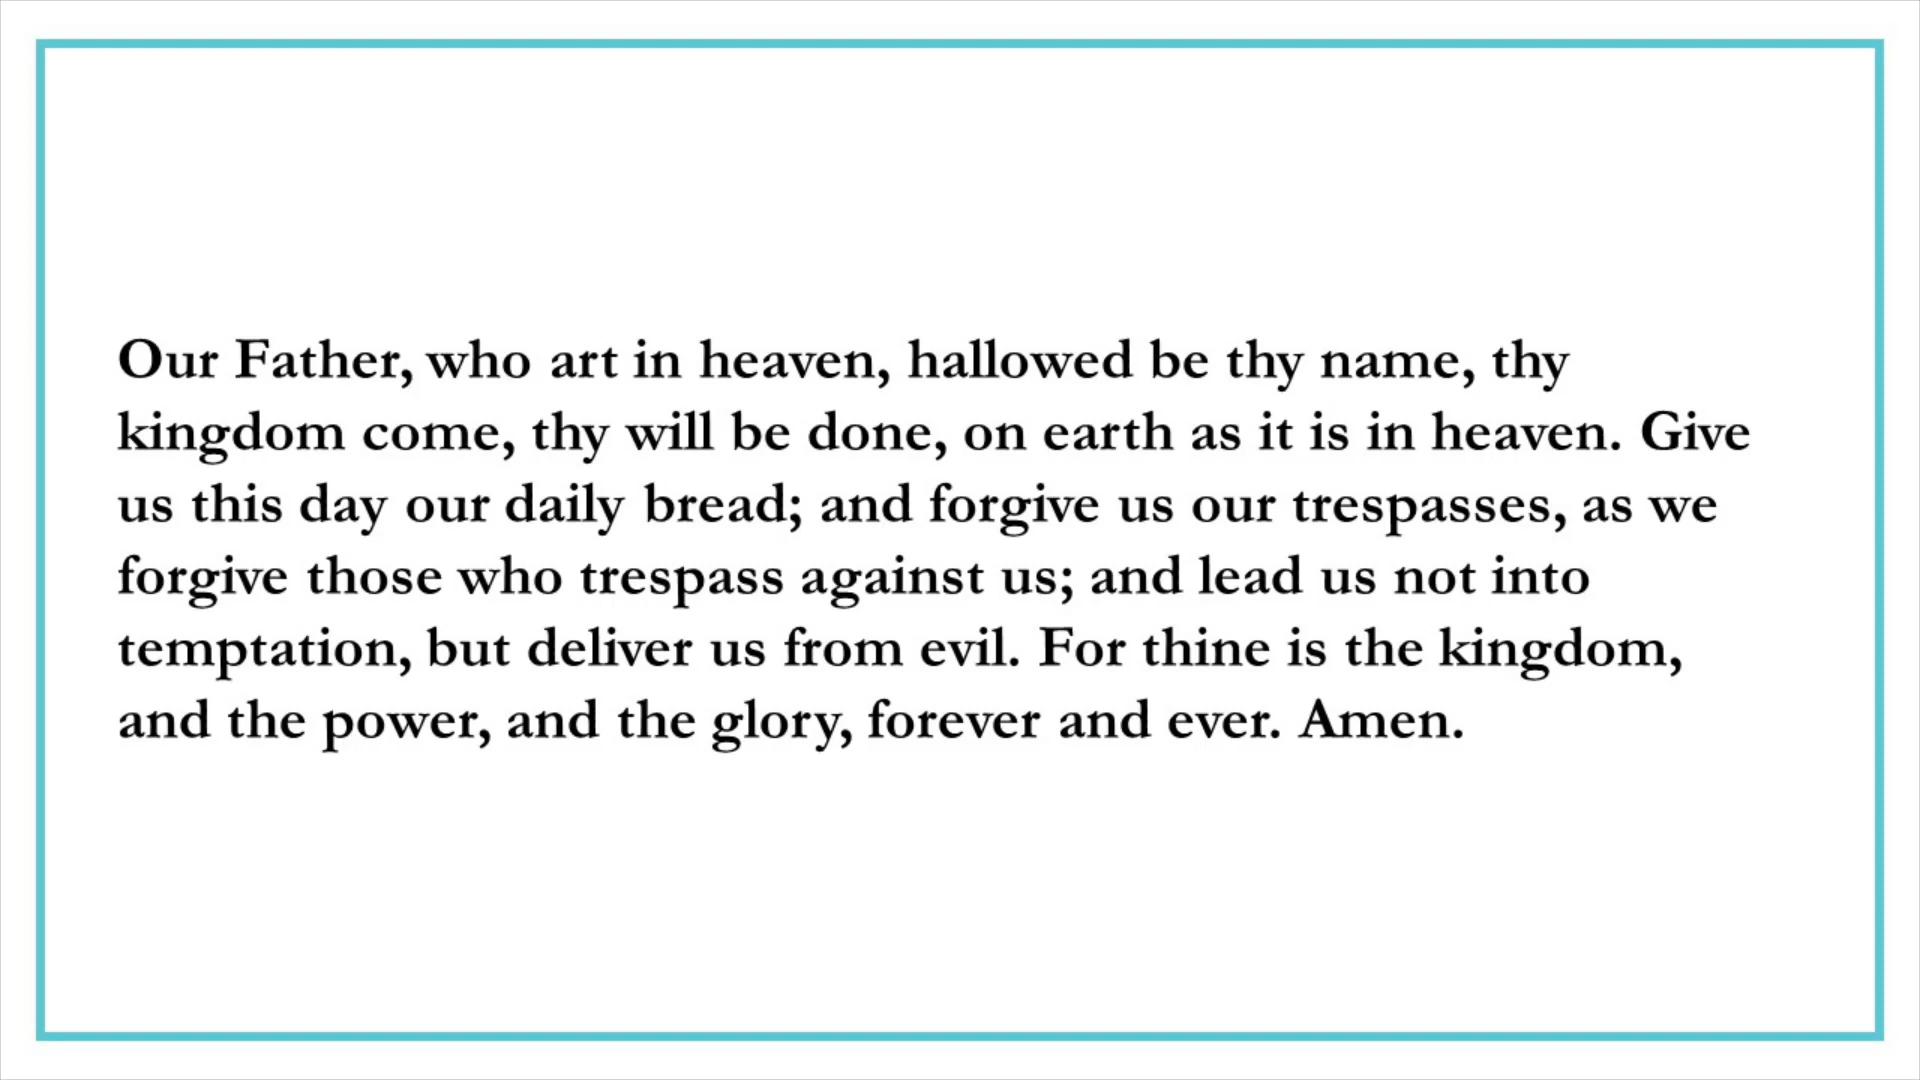 Our Father, who art in heaven, hallowed be thy name, thy
kingdom come, thy will be done, on earth as it is in heaven. Give
us this day our daily bread; and forgive us our trespasses, as we
forgive those who trespass against us; and lead us not into
temptation, but deliver us from evil. For thine is the kingdom,
and the power, and the glory, forever and ever. Amen.